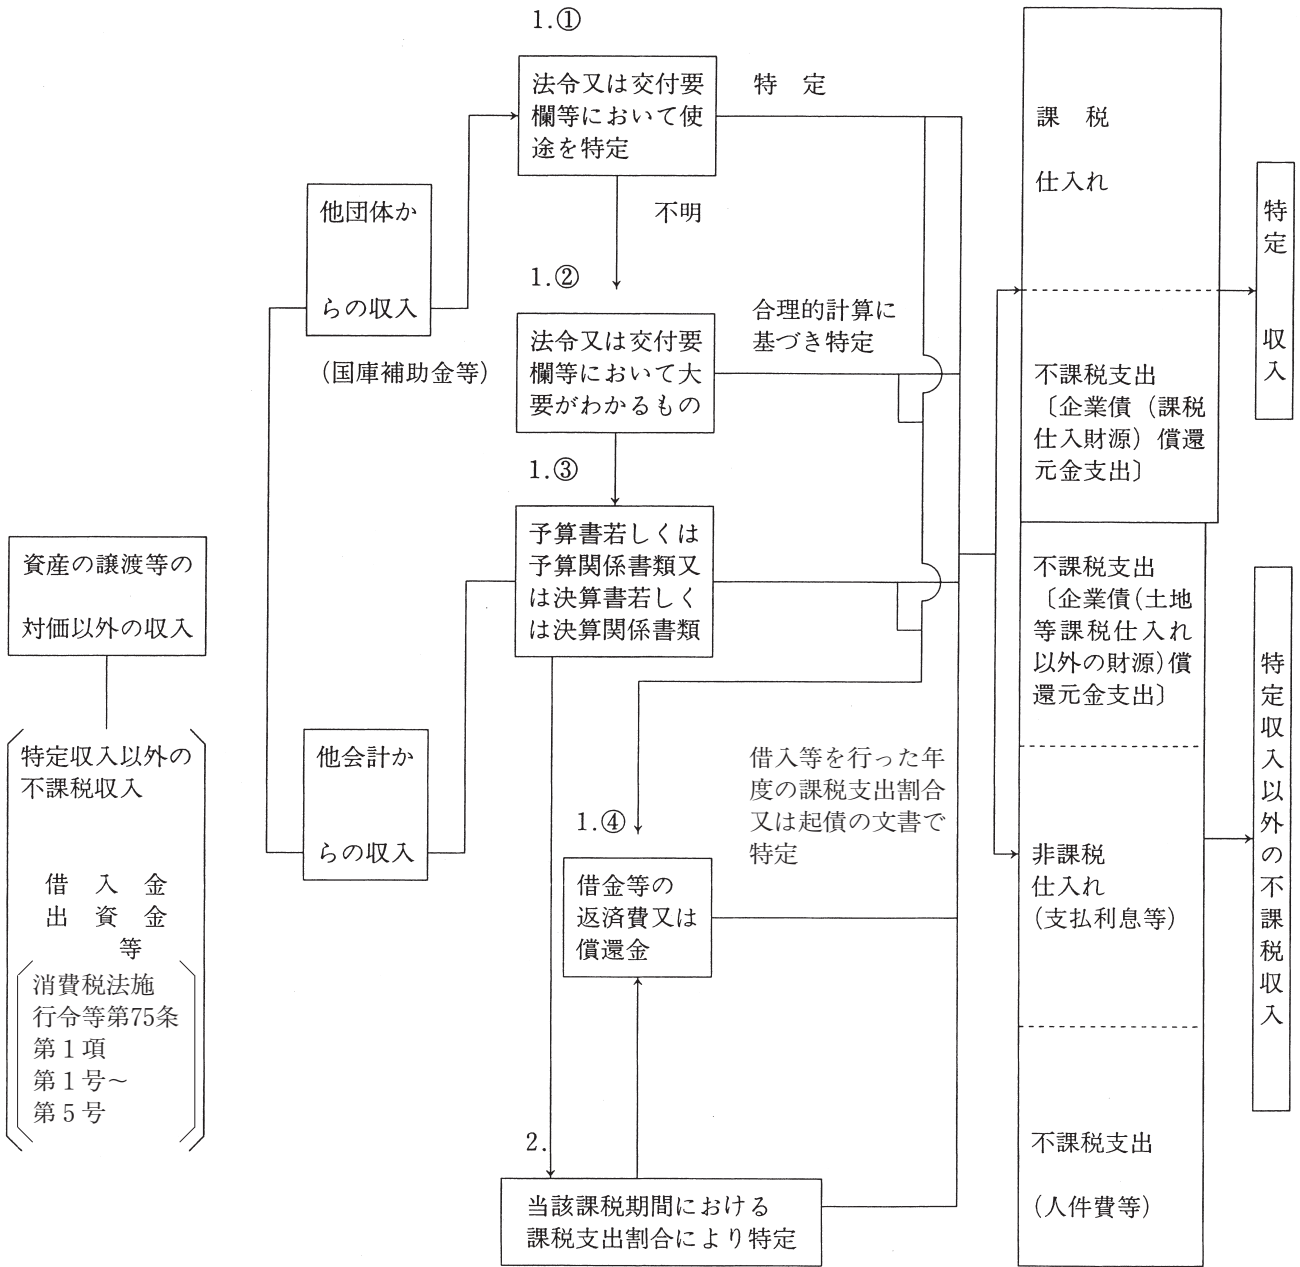 1.①
法令又は交付要
欄等において使
途を特定
特　定
不明
他団体か
らの収入
(国庫補助金等)
1.②
法令又は交付要
欄等において大
要がわかるもの
合理的計算に
基づき特定
1.③
予算書若しくは
予算関係書類又
は決算書若しく
は決算関係書類
資産の譲渡等の
対価以外の収入
特定収入以外の
不課税収入
借　入　金
出　資　金
等
消費税法施
行令等第75条
第1項
第1号～
第5号
他会計か
らの収入
1.④
借金等の
返済費又は
償還金
借入等を行った年
度の課税支出割合
又は起債の文書で
特定
2.
当該課税期間における
課税支出割合により特定
課　税
仕入れ
不課税支出
〔企業債（課税
仕入財源）償還
元金支出〕
不課税支出
〔企業債(土地
等課税仕入れ
以外の財源)償
還元金支出〕
非課税
仕入れ
(支払利息等)
不課税支出
(人件費等)
特定　収入
特定収入以外の不課税収入